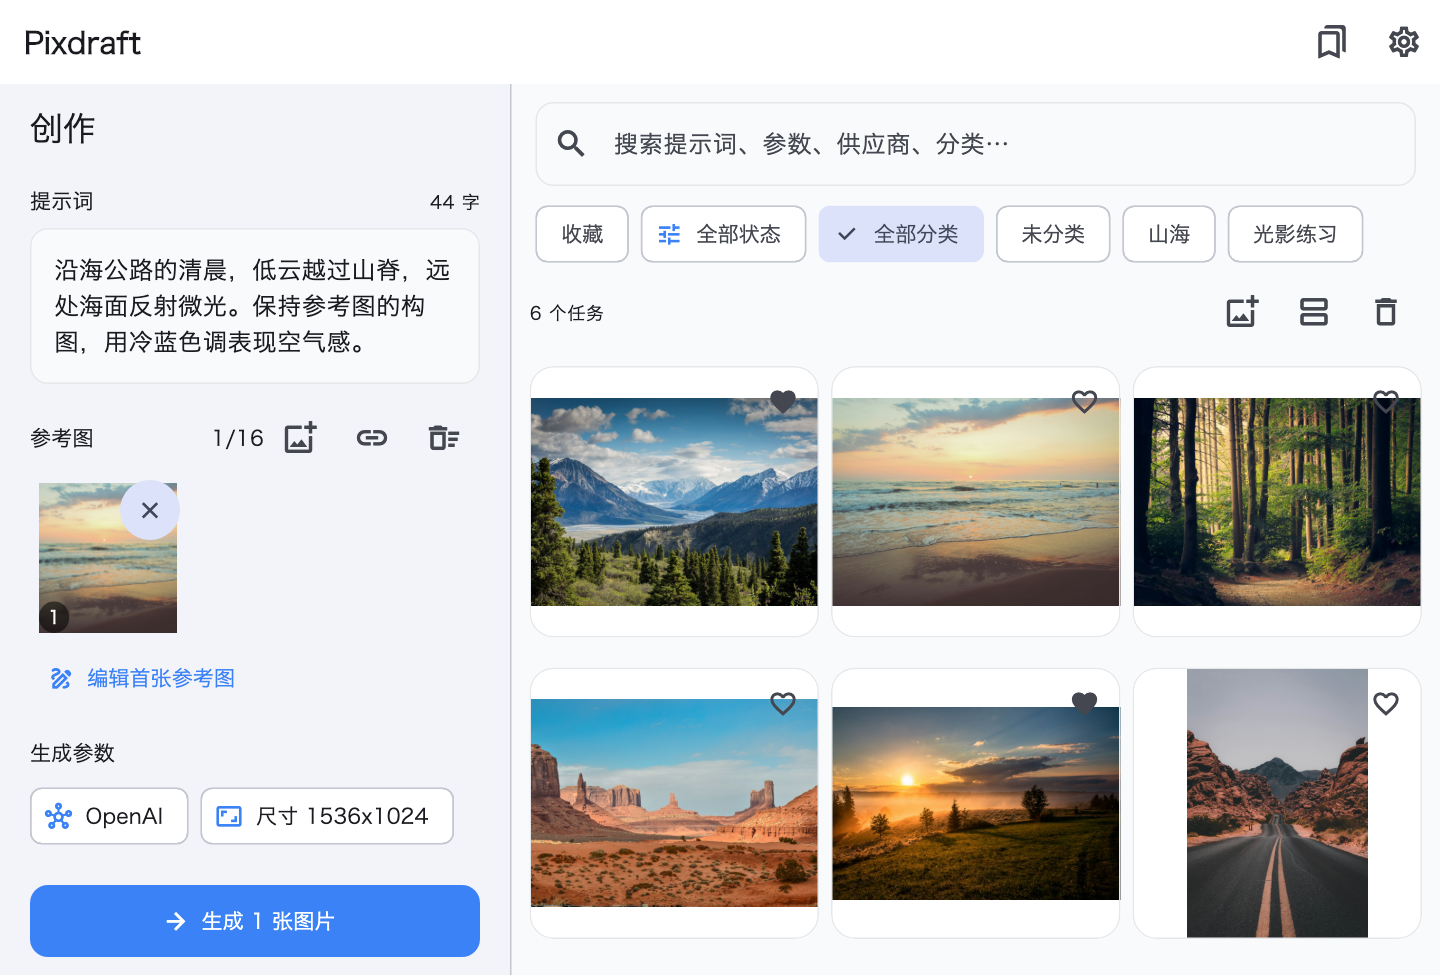 Pixdraft
创作
提示词
44 字
沿海公路的清晨，低云越过山脊，远
处海面反射微光。保持参考图的构
图，用冷蓝色调表现空气感。
参考图
1/16
1
编辑首张参考图
生成参数
OpenAI
尺寸 1536x1024
生成 1 张图片
搜索提示词、参数、供应商、分类…
收藏
全部状态
全部分类
未分类
山海
光影练习
6 个任务